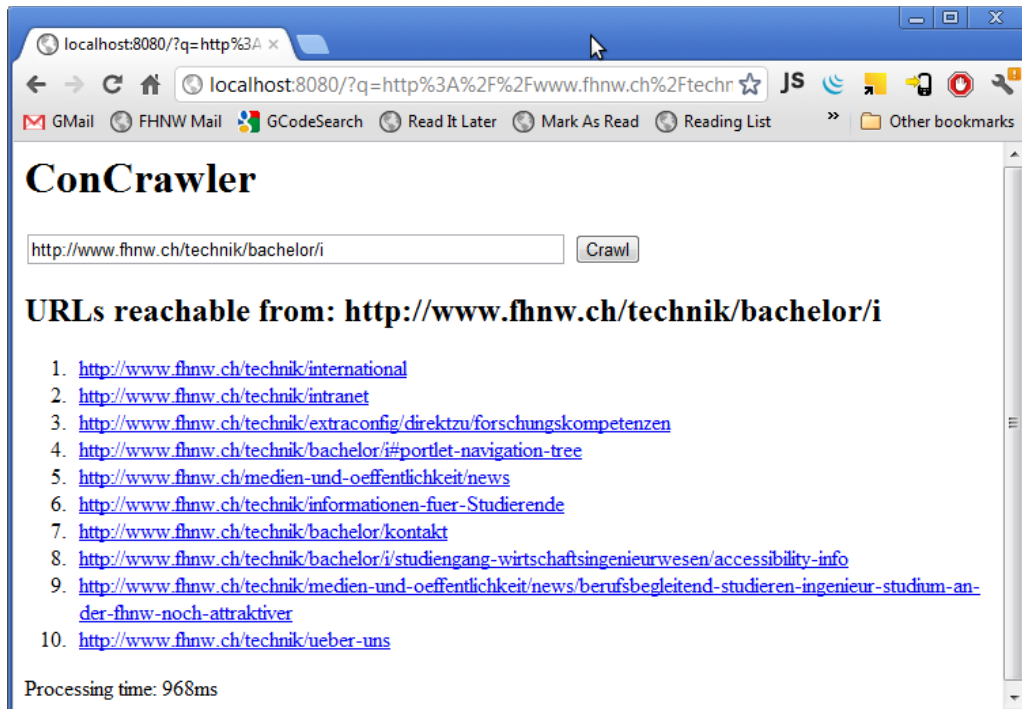 localhost:8080/?q=http%3A
localhost:8080/?q=http%3A%2F%2Fwww.fhnw.ch%2Ftechn
JS
GMail FHNW Mail GCodeSearch Read It Later Mark As Read Reading List » Other bookmarks
ConCrawler
http://www.fhnw.ch/technik/bachelor/i Crawl
URLs reachable from: http://www.fhnw.ch/technik/bachelor/i
1. http://www.fhnw.ch/technik/international
2. http://www.fhnw.ch/technik/intranet
3. http://www.fhnw.ch/technik/extraconfig/direktzu/forschungskompetenzen
4. http://www.fhnw.ch/technik/bachelor/i#portlet-navigation-tree
5. http://www.fhnw.ch/medien-und-oeffentlichkeit/news
6. http://www.fhnw.ch/technik/informationen-fuer-Studierende
7. http://www.fhnw.ch/technik/bachelor/kontakt
8. http://www.fhnw.ch/technik/bachelor/i/studiengang-wirtschaftsingenieurwesen/accessibility-info
9. http://www.fhnw.ch/technik/medien-und-oeffentlichkeit/news/berufsbegleitend-studieren-ingenieur-studium-an-
der-fhnw-noch-attraktiver
10. http://www.fhnw.ch/technik/ueber-uns
Processing time: 968ms